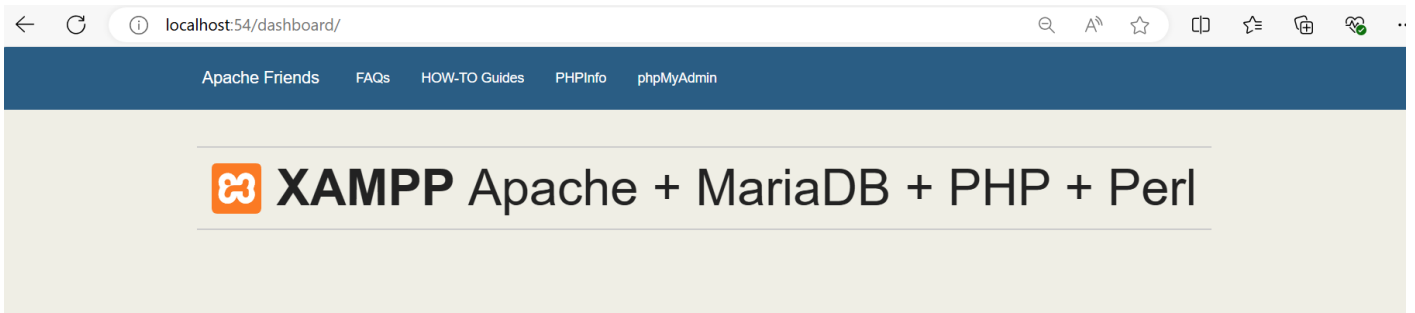 localhost:54/dashboard/
Apache Friends FAQs HOW-TO Guides PHPInfo phpMyAdmin
XAMPP Apache + MariaDB + PHP + Perl